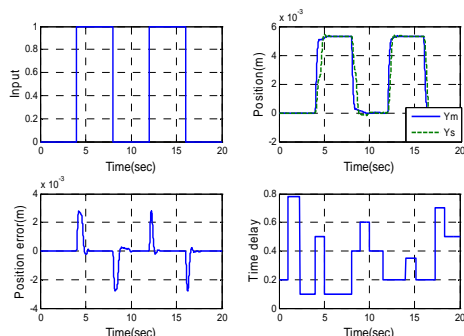 1
0.8
0.6
0.4
0.2
0
Input
0 5 10 15 20
Time(sec)
x 10^-3
6
4
2
0
-2
Position(m)
Ym
Ys
0 5 10 15 20
Time(sec)
x 10^-3
4
2
0
-2
-4
Position error(m)
0 5 10 15 20
Time(sec)
0.8
0.6
0.4
0.2
0
Time delay
0 5 10 15 20
Time(sec)